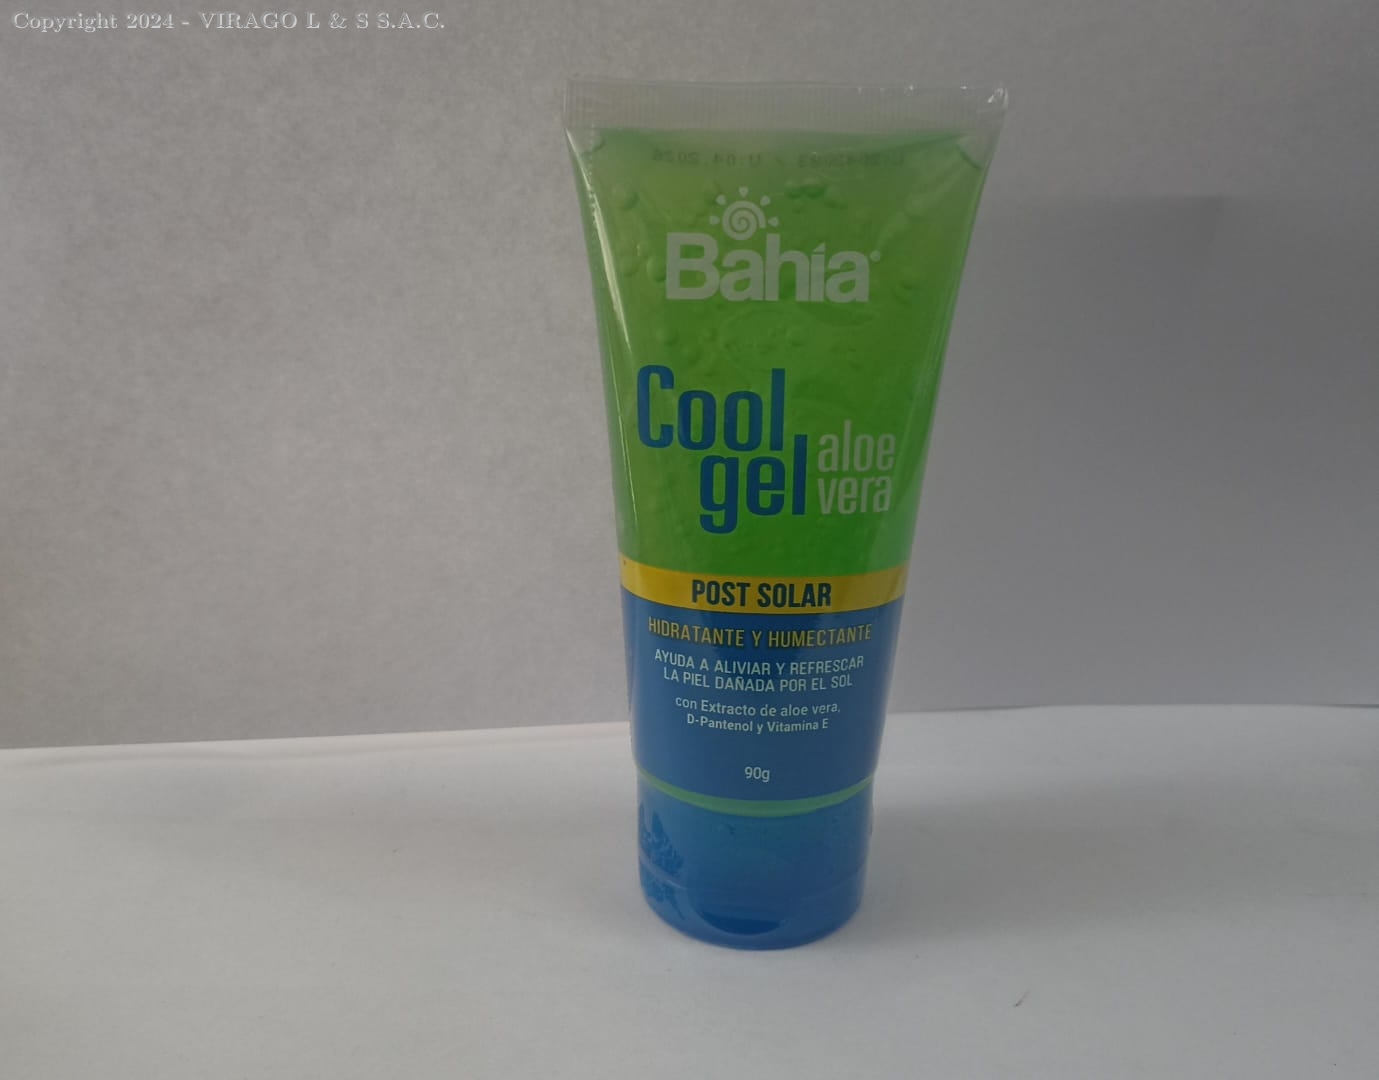 Copyright 2024 - VIRAGO L & S S.A.C.
Bahía
Cool
gel
aloe
vera
POST SOLAR
HIDRATANTE Y HUMECTANTE
AYUDA A ALIVIAR Y REFRESCAR
LA PIEL DAÑADA POR EL SOL
con Extracto de aloe vera,
D-Pantenol y Vitamina E
90g